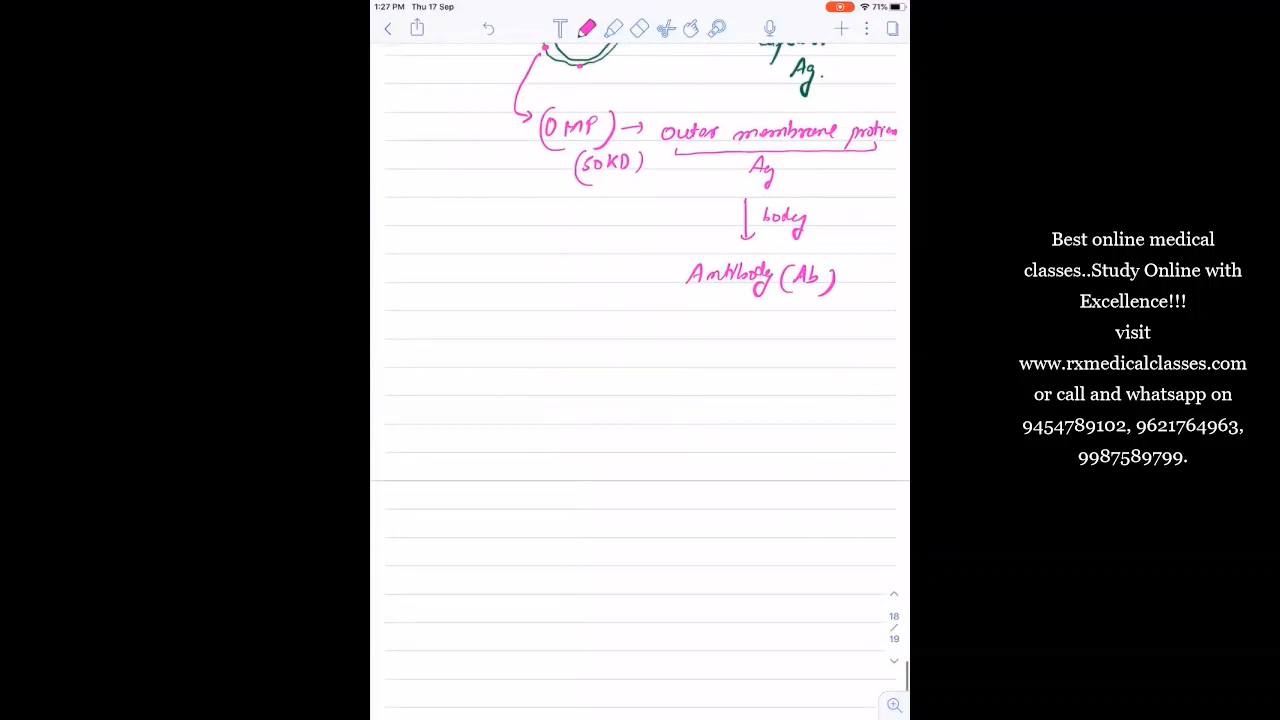 1:27 PM Thu 17 Sep
71%
Ag.
(OMP) → outer membrane protien
(50KD)
Ag
↓ body
Antibody (Ab)
Best online medical
classes..Study Online with
Excellence!!!
visit
www.rxmedicalclasses.com
or call and whatsapp on
9454789102, 9621764963,
9987589799.
18
/
19